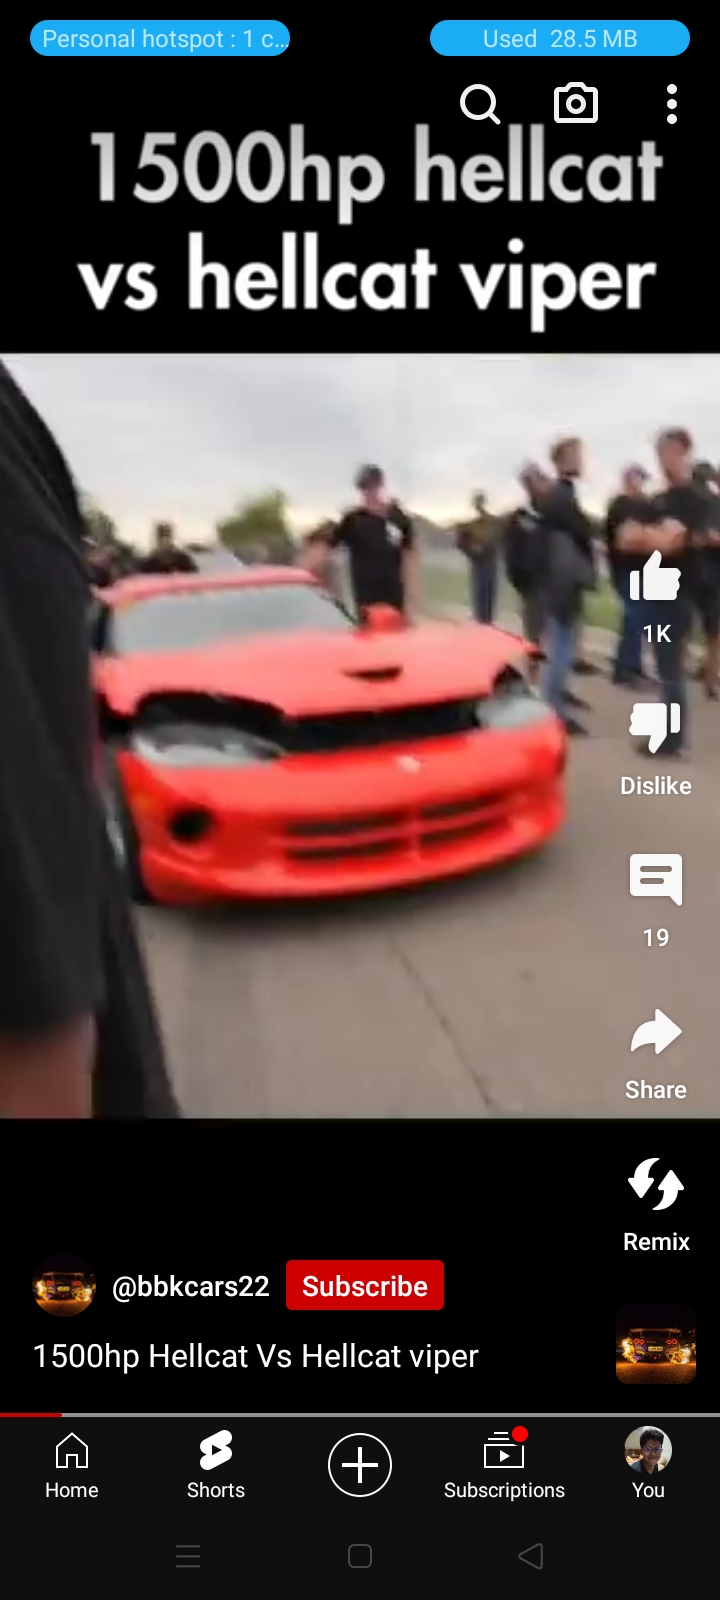 Personal hotspot : 1 c...
Used 28.5 MB
1500hp hellcat
vs hellcat viper
1K
Dislike
19
Share
Remix
@bbkcars22 Subscribe
1500hp Hellcat Vs Hellcat viper
Home Shorts Subscriptions You